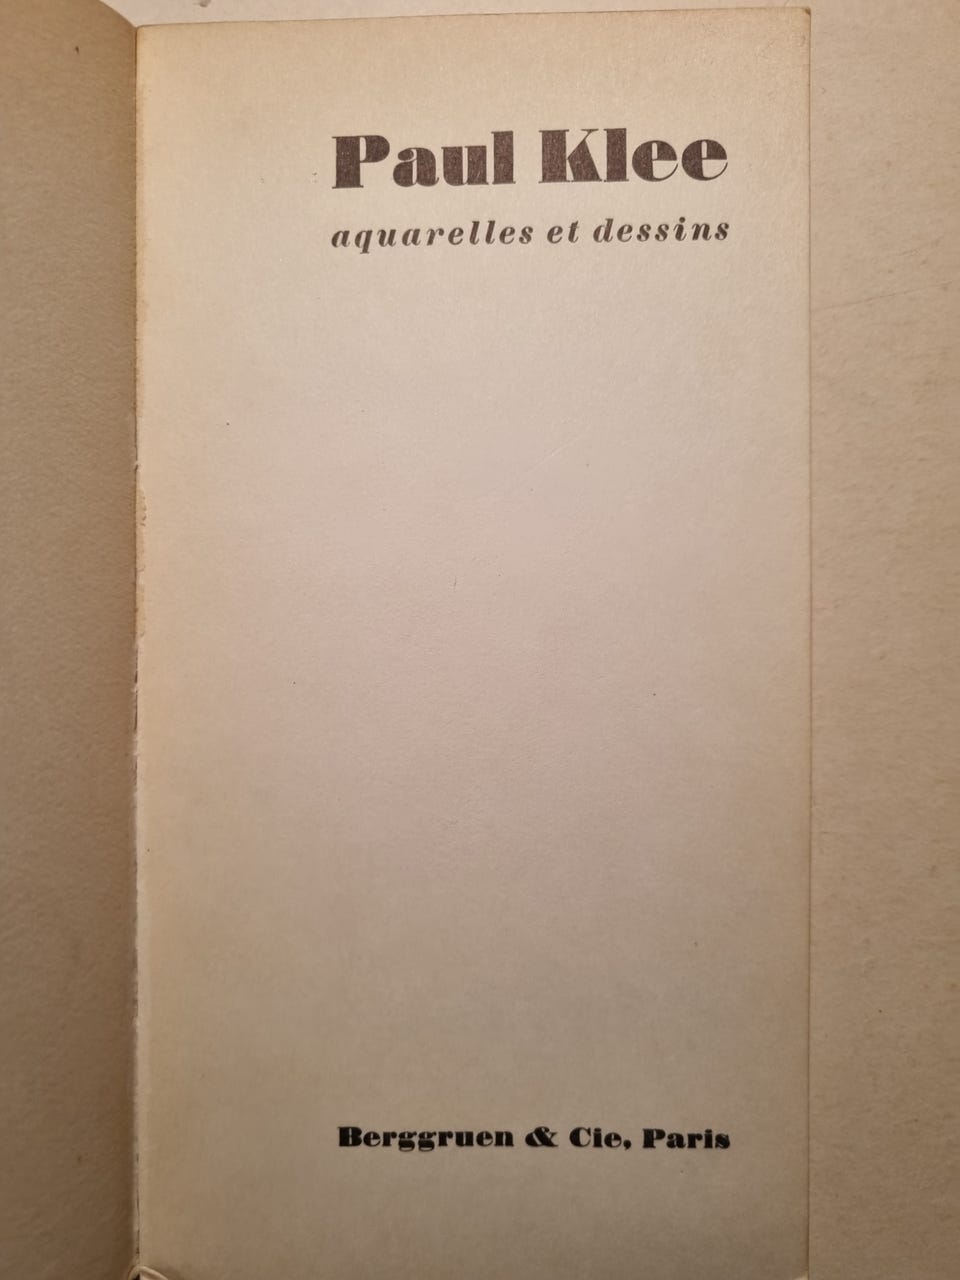 Paul Klee
aquarelles et dessins
Berggruen & Cie, Paris